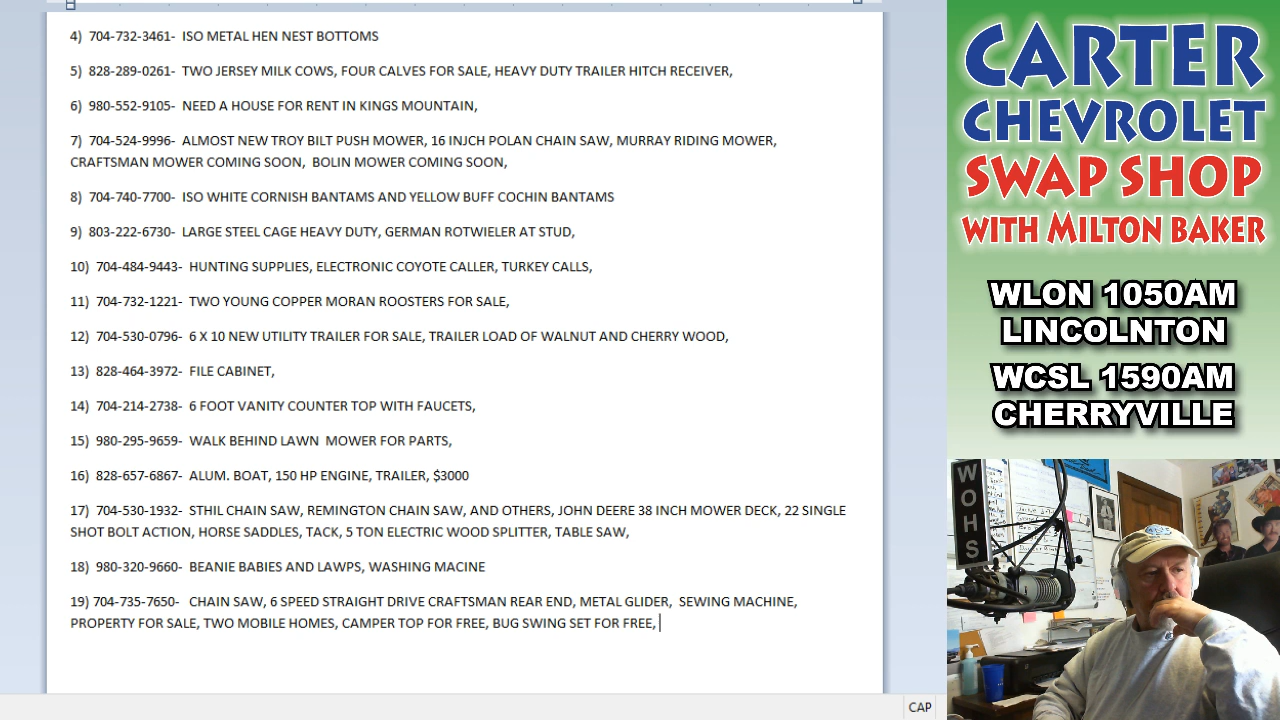 4) 704-732-3461- ISO METAL HEN NEST BOTTOMS
5) 828-289-0261- TWO JERSEY MILK COWS, FOUR CALVES FOR SALE, HEAVY DUTY TRAILER HITCH RECEIVER,
6) 980-552-9105- NEED A HOUSE FOR RENT IN KINGS MOUNTAIN,
7) 704-524-9996- ALMOST NEW TROY BILT PUSH MOWER, 16 INJCH POLAN CHAIN SAW, MURRAY RIDING MOWER,
CRAFTSMAN MOWER COMING SOON, BOLIN MOWER COMING SOON,
8) 704-740-7700- ISO WHITE CORNISH BANTAMS AND YELLOW BUFF COCHIN BANTAMS
9) 803-222-6730- LARGE STEEL CAGE HEAVY DUTY, GERMAN ROTWIELER AT STUD,
10) 704-484-9443- HUNTING SUPPLIES, ELECTRONIC COYOTE CALLER, TURKEY CALLS,
11) 704-732-1221- TWO YOUNG COPPER MORAN ROOSTERS FOR SALE,
12) 704-530-0796- 6 X 10 NEW UTILITY TRAILER FOR SALE, TRAILER LOAD OF WALNUT AND CHERRY WOOD,
13) 828-464-3972- FILE CABINET,
14) 704-214-2738- 6 FOOT VANITY COUNTER TOP WITH FAUCETS,
15) 980-295-9659- WALK BEHIND LAWN MOWER FOR PARTS,
16) 828-657-6867- ALUM. BOAT, 150 HP ENGINE, TRAILER, $3000
17) 704-530-1932- STHIL CHAIN SAW, REMINGTON CHAIN SAW, AND OTHERS, JOHN DEERE 38 INCH MOWER DECK, 22 SINGLE
SHOT BOLT ACTION, HORSE SADDLES, TACK, 5 TON ELECTRIC WOOD SPLITTER, TABLE SAW,
18) 980-320-9660- BEANIE BABIES AND LAWPS, WASHING MACINE
19) 704-735-7650- CHAIN SAW, 6 SPEED STRAIGHT DRIVE CRAFTSMAN REAR END, METAL GLIDER, SEWING MACHINE,
PROPERTY FOR SALE, TWO MOBILE HOMES, CAMPER TOP FOR FREE, BUG SWING SET FOR FREE,
CAP
CARTER
CHEVROLET
SWAP SHOP
WITH MILTON BAKER
WLON 1050AM
LINCOLNTON
WCSL 1590AM
CHERRYVILLE
WOHS